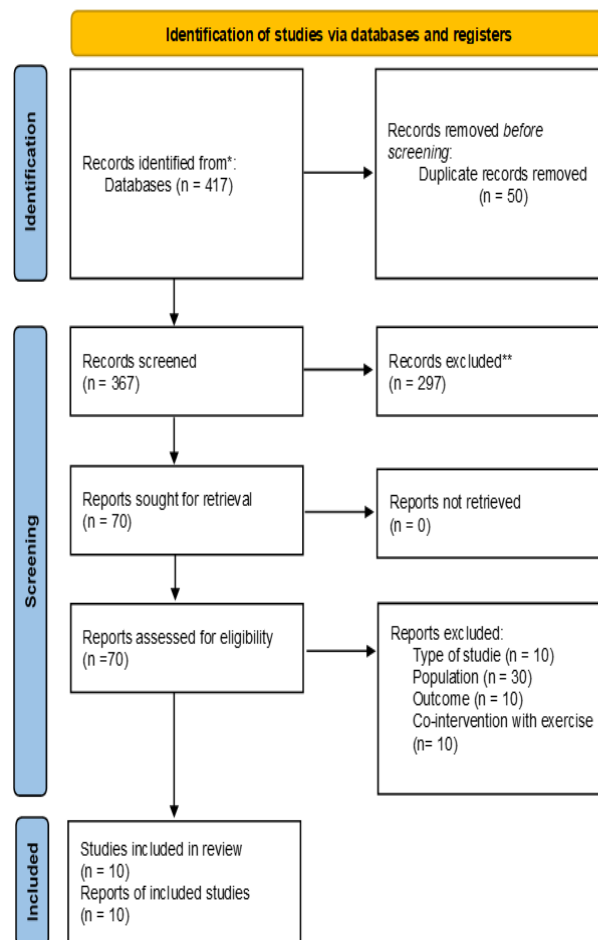 Identification of studies via databases and registers
Identification
Records identified from*:
Databases (n = 417)
Records removed before
screening:
Duplicate records removed
(n = 50)
Screening
Records screened
(n = 367)
Records excluded**
(n = 297)
Reports sought for retrieval
(n = 70)
Reports not retrieved
(n = 0)
Reports assessed for eligibility
(n =70)
Reports excluded:
Type of studie (n = 10)
Population (n = 30)
Outcome (n = 10)
Co-intervention with exercise
(n= 10)
Included
Studies included in review
(n = 10)
Reports of included studies
(n = 10)